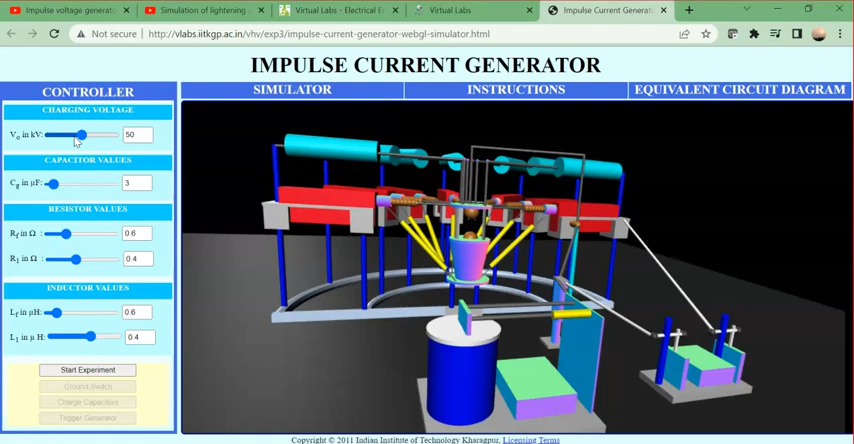 Impulse voltage generato
Simulation of lightening g
Virtual Labs - Electrical E
Virtual Labs
Impulse Current Generat
Not secure | http://vlabs.iitkgp.ac.in/vhv/exp3/impulse-current-generator-webgl-simulator.html
IMPULSE CURRENT GENERATOR
CONTROLLER
SIMULATOR
INSTRUCTIONS
EQUIVALENT CIRCUIT DIAGRAM
CHARGING VOLTAGE
Vo in kV: 50
CAPACITOR VALUES
Cg in µF: 3
RESISTOR VALUES
Rf in Ω : 0.6
Rl in Ω : 0.4
INDUCTOR VALUES
Lf in µH: 0.6
Ll in µ H: 0.4
Start Experiment
Ground Switch
Charge Capacitors
Trigger Generator
Copyright © 2011 Indian Institute of Technology Kharagpur, Licensing Terms